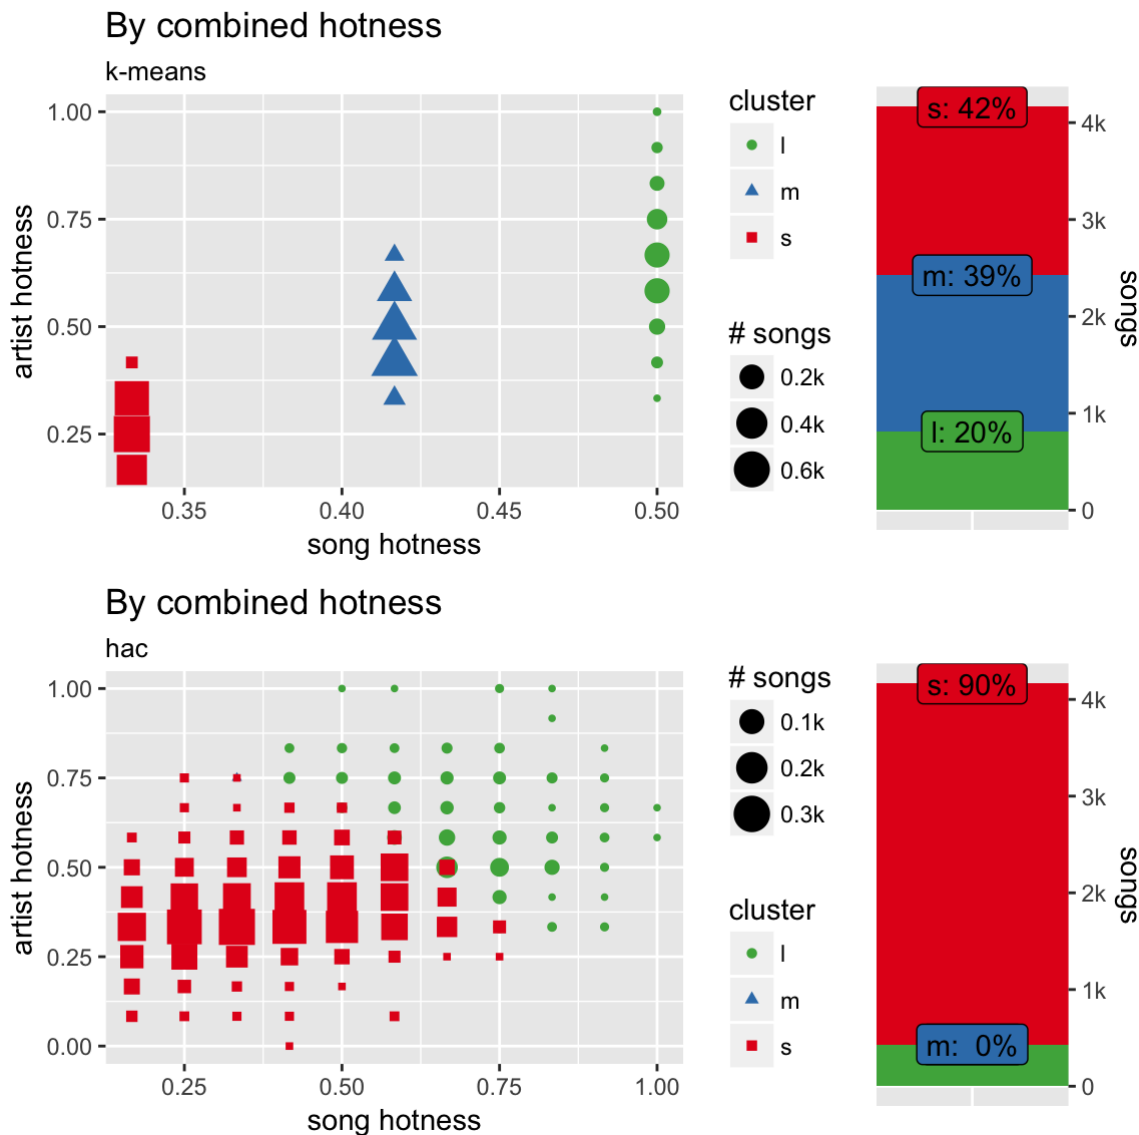 By combined hotness
k-means
1.00
0.75
0.50
0.25
artist hotness
0.35 0.40 0.45 0.50
song hotness
cluster
l
m
s
# songs
0.2k
0.4k
0.6k
s: 42%
m: 39%
l: 20%
4k
3k
2k
1k
0
songs
By combined hotness
hac
1.00
0.75
0.50
0.25
0.00
artist hotness
0.25 0.50 0.75 1.00
song hotness
# songs
0.1k
0.2k
0.3k
cluster
l
m
s
s: 90%
m: 0%
4k
3k
2k
1k
0
songs